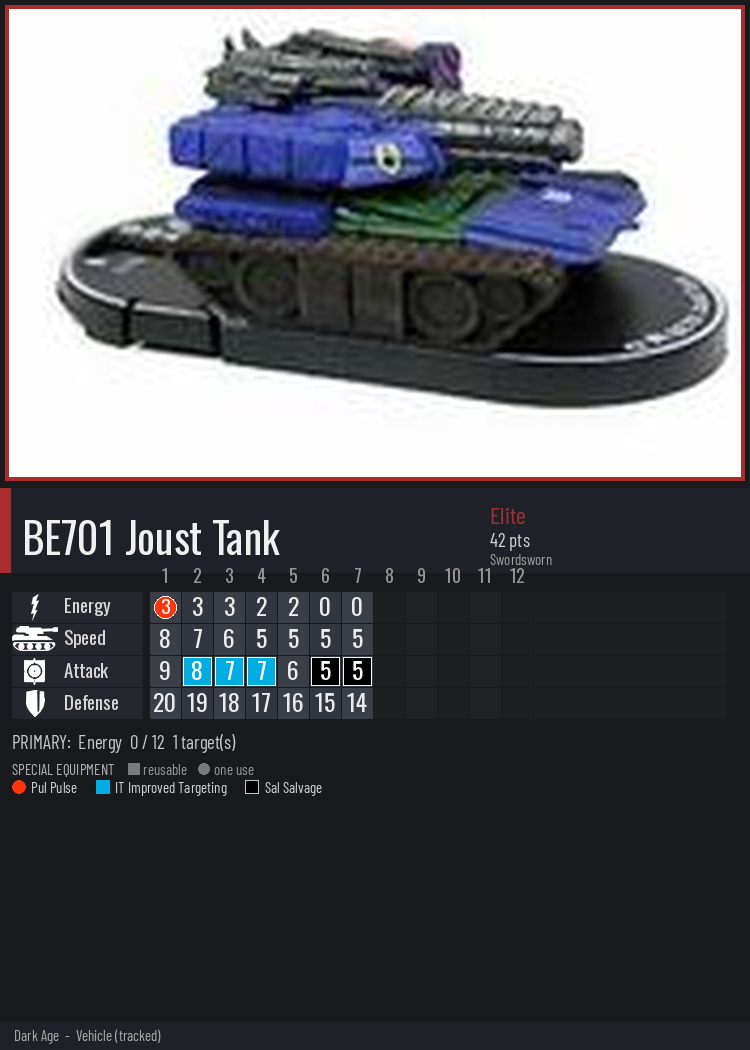 BE701 Joust Tank
Elite
42 pts
Swordsworn
1 2 3 4 5 6 7 8 9 10 11 12
Energy 3 3 3 2 2 0 0
Speed 8 7 6 5 5 5 5
Attack 9 8 7 7 6 5 5
Defense 20 19 18 17 16 15 14
PRIMARY: Energy 0 / 12 1 target(s)
SPECIAL EQUIPMENT reusable one use
Pul Pulse IT Improved Targeting Sal Salvage
Dark Age - Vehicle (tracked)